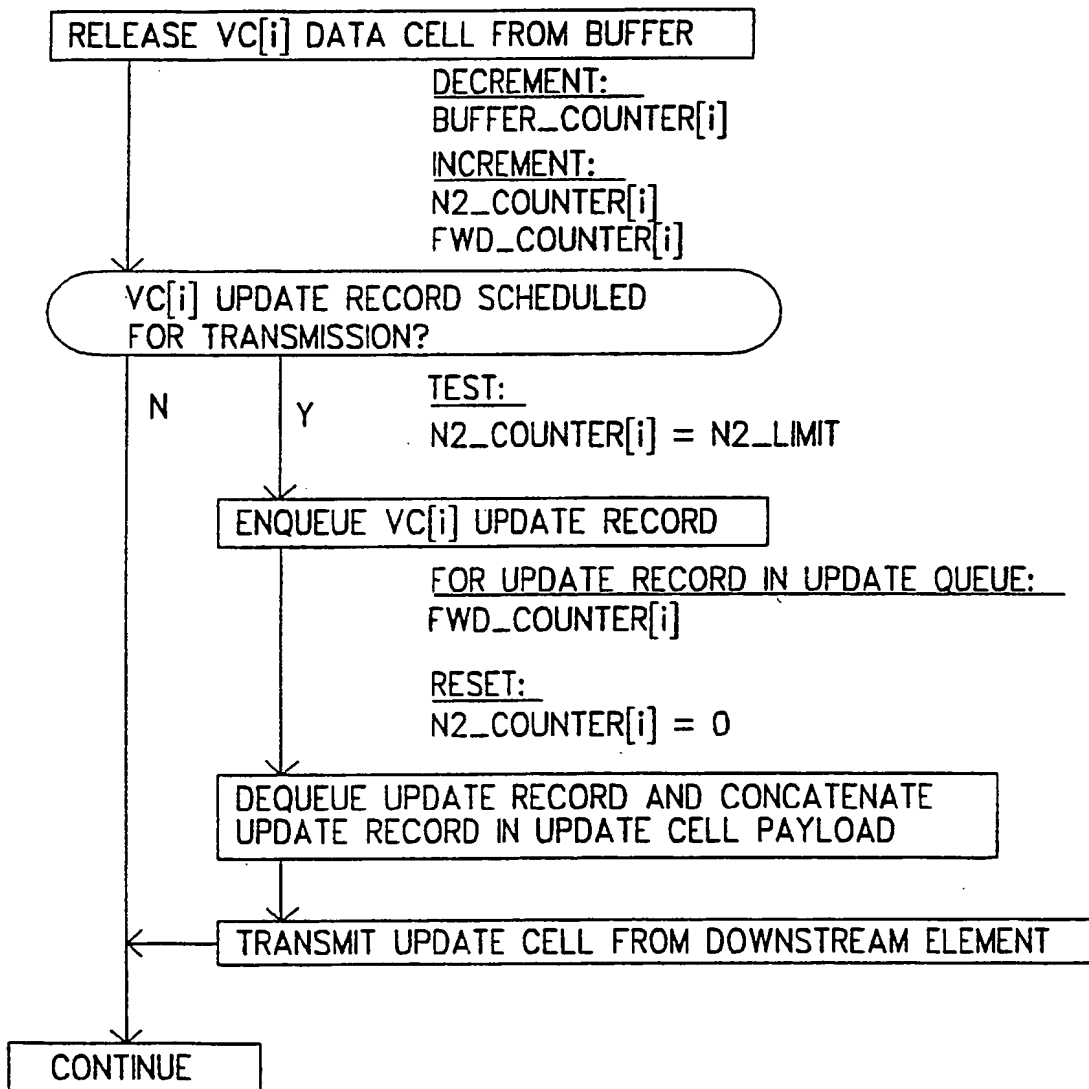 RELEASE VC[i] DATA CELL FROM BUFFER
DECREMENT:
BUFFER_COUNTER[i]
INCREMENT:
N2_COUNTER[i]
FWD_COUNTER[i]
VC[i] UPDATE RECORD SCHEDULED
FOR TRANSMISSION?
N
Y
TEST:
N2_COUNTER[i] = N2_LIMIT
ENQUEUE VC[i] UPDATE RECORD
FOR UPDATE RECORD IN UPDATE QUEUE:
FWD_COUNTER[i]
RESET:
N2_COUNTER[i] = 0
DEQUEUE UPDATE RECORD AND CONCATENATE
UPDATE RECORD IN UPDATE CELL PAYLOAD
TRANSMIT UPDATE CELL FROM DOWNSTREAM ELEMENT
CONTINUE